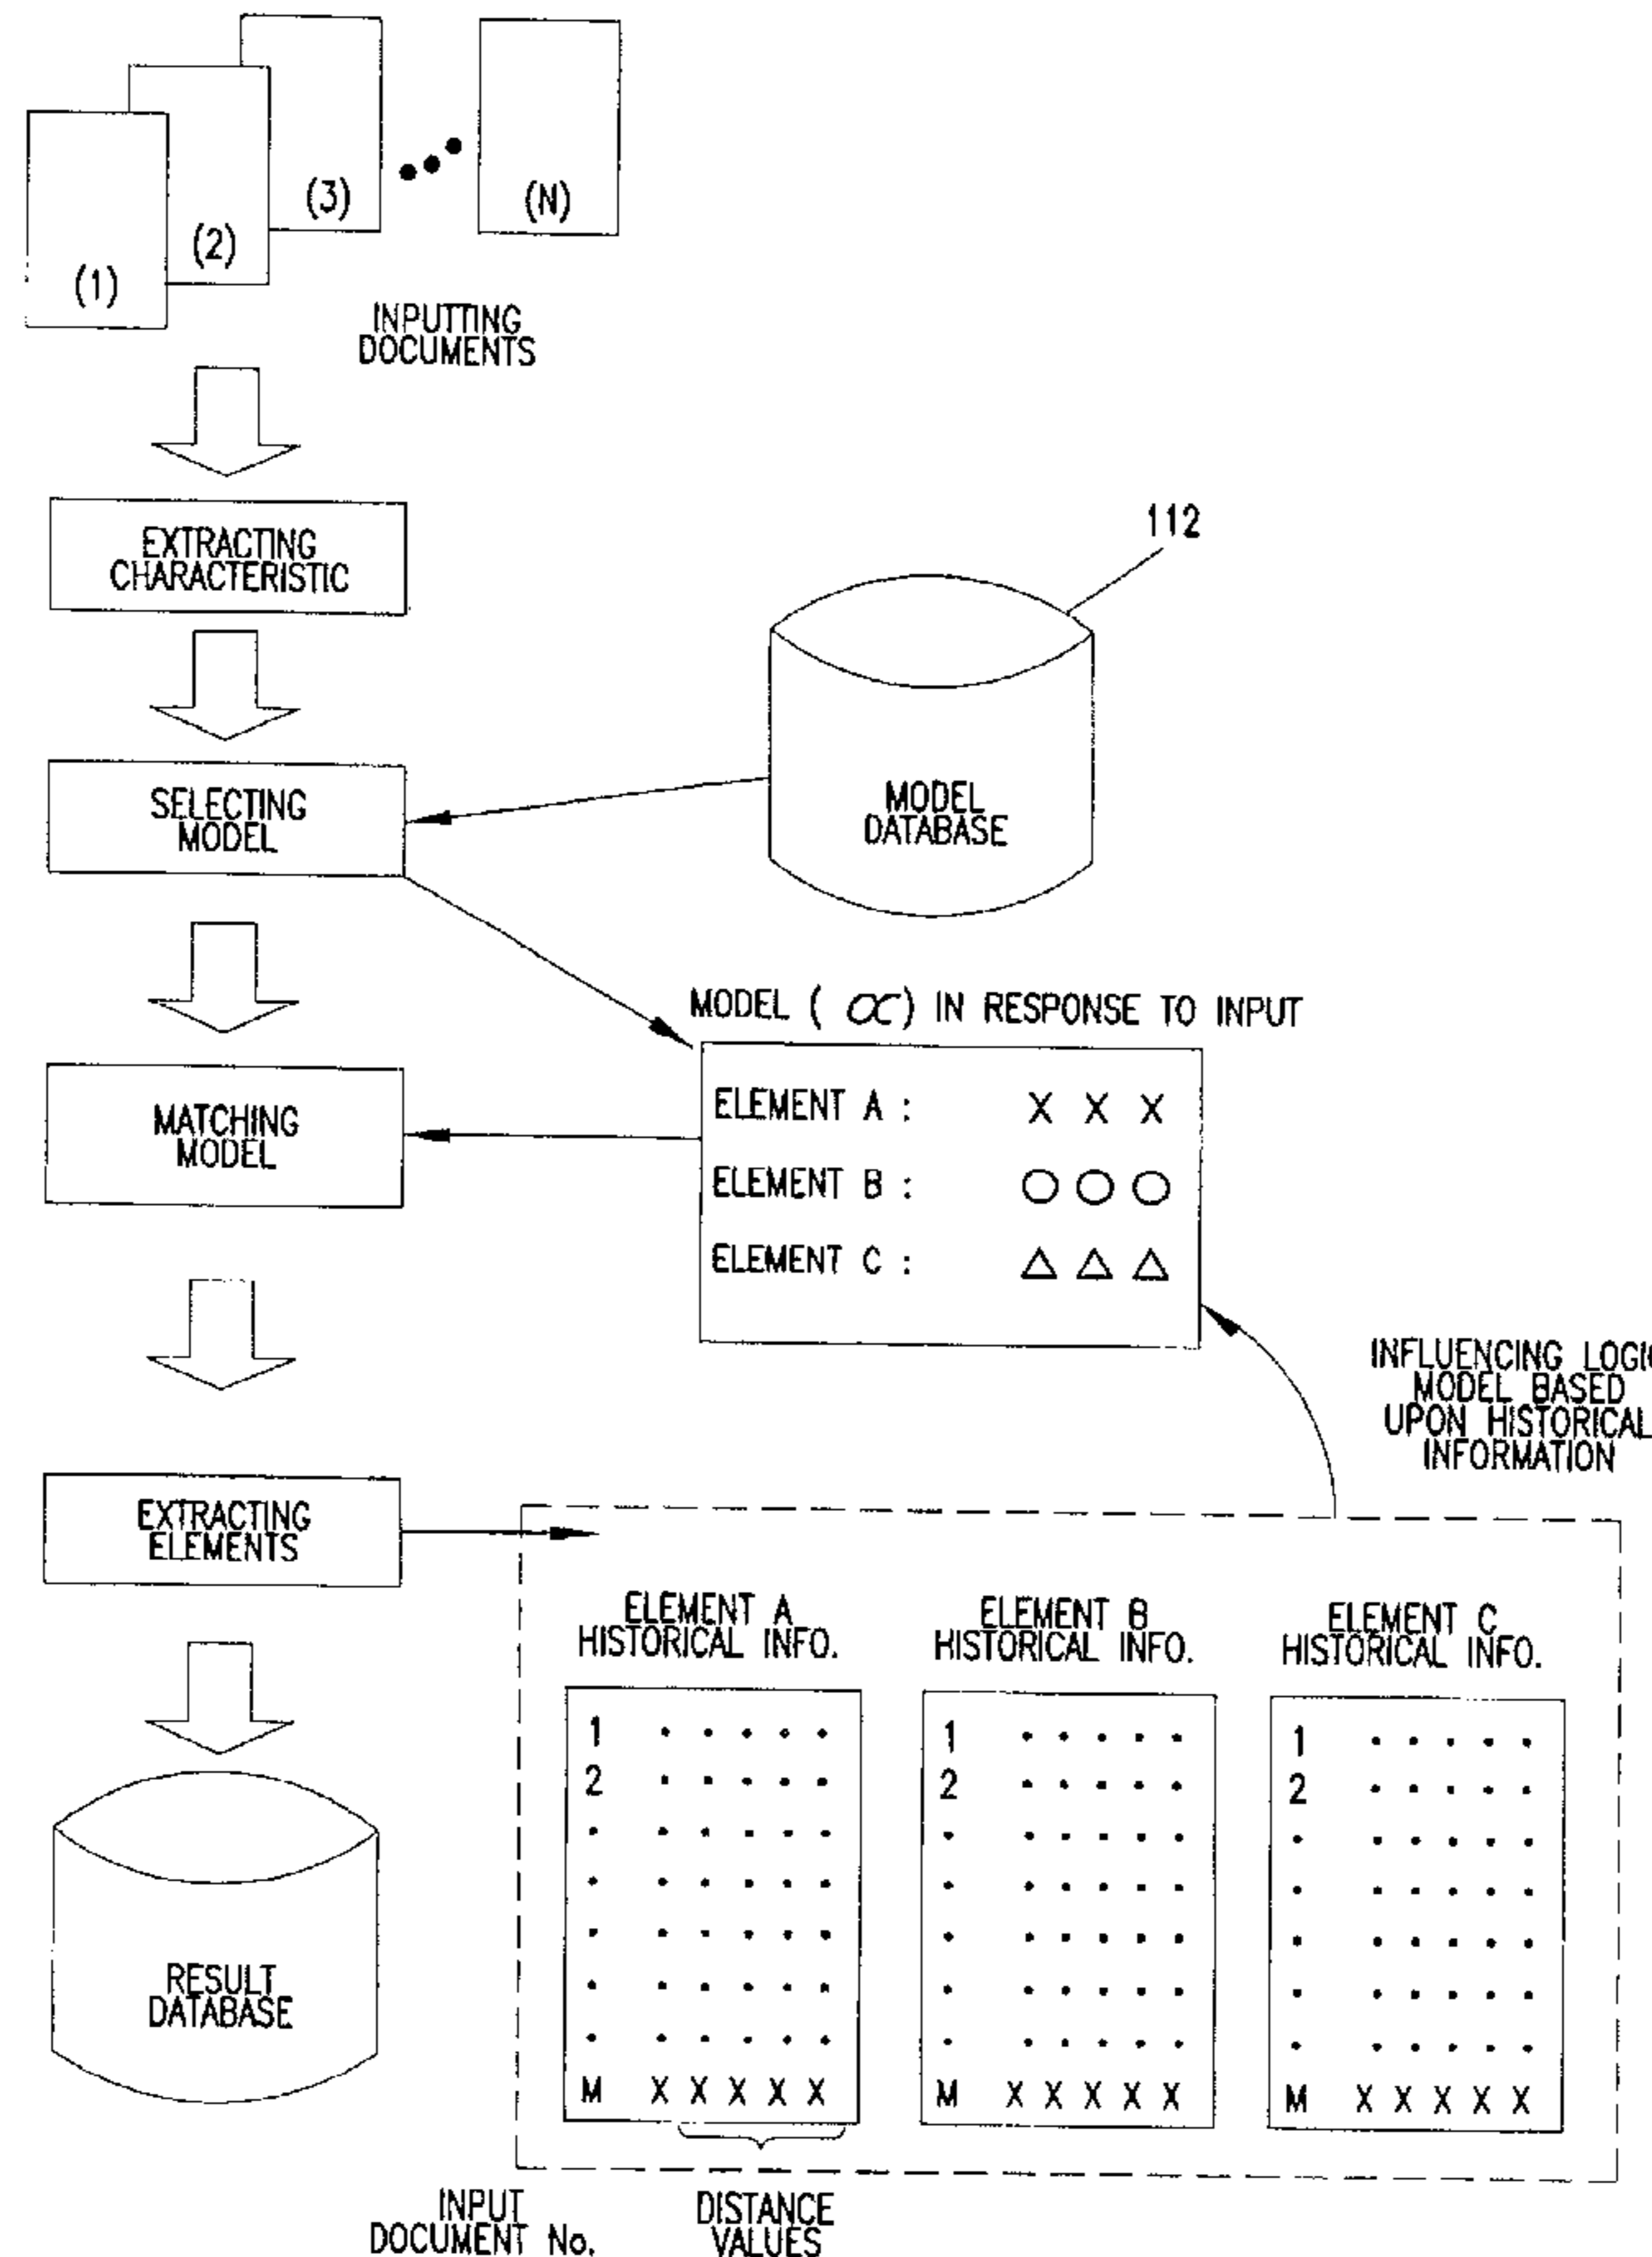 (1)
(2)
(3)
(N)
INPUTTING
DOCUMENTS
EXTRACTING
CHARACTERISTIC
112
SELECTING
MODEL
MODEL
DATABASE
MODEL ( α ) IN RESPONSE TO INPUT
ELEMENT A : X X X
ELEMENT B : ○ ○ ○
ELEMENT C : △ △ △
MATCHING
MODEL
INFLUENCING LOGIC
MODEL BASED
UPON HISTORICAL
INFORMATION
EXTRACTING
ELEMENTS
ELEMENT A
HISTORICAL INFO.
1 . . . . .
2 . . . . .
. . . . . .
. . . . . .
. . . . . .
. . . . . .
. . . . . .
M X X X X X
ELEMENT B
HISTORICAL INFO.
1 . . . . .
2 . . . . .
. . . . . .
. . . . . .
. . . . . .
. . . . . .
. . . . . .
M X X X X X
ELEMENT C
HISTORICAL INFO.
1 . . . . .
2 . . . . .
. . . . . .
. . . . . .
. . . . . .
. . . . . .
. . . . . .
M X X X X X
RESULT
DATABASE
INPUT
DOCUMENT No.
DISTANCE
VALUES